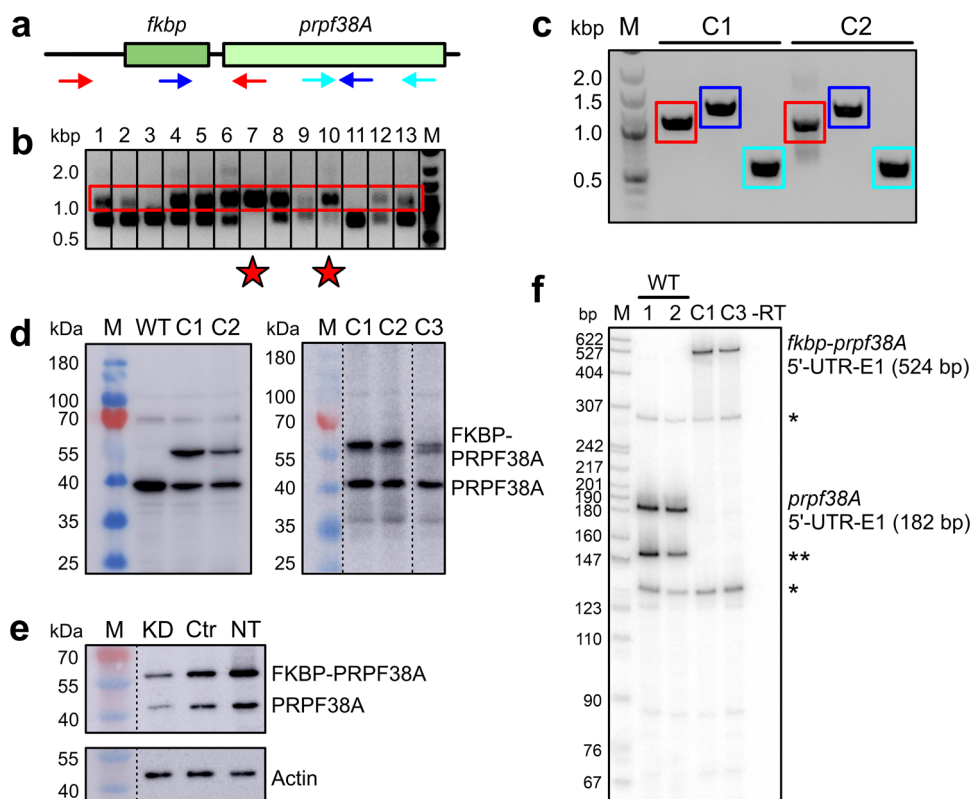 a
fkbp prpf38A
b
kbp 1 2 3 4 5 6 7 8 9 10 11 12 13 M
2.0
1.0
0.5
c
kbp M C1 C2
2.0
1.5
1.0
0.5
d
kDa M WT C1 C2
180
100
70
55
40
35
25
M C1 C2 C3
180
100
70
55
40
35
25
FKBP-
PRPF38A
PRPF38A
e
kDa M KD Ctr NT
70
55
40
FKBP-PRPF38A
PRPF38A
55
40
Actin
f
WT
bp M 1 2 C1 C3 -RT
622
527
404
307
242
217
201
190
180
160
147
123
110
90
76
67
fkbp-prpf38A
5'-UTR-E1 (524 bp)
*
prpf38A
5'-UTR-E1 (182 bp)
**
*